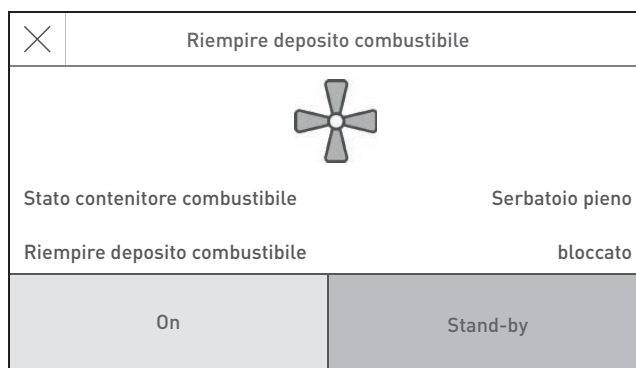 Riempire deposito combustibile
Stato contenitore combustibile Serbatoio pieno
Riempire deposito combustibile bloccato
On Stand-by